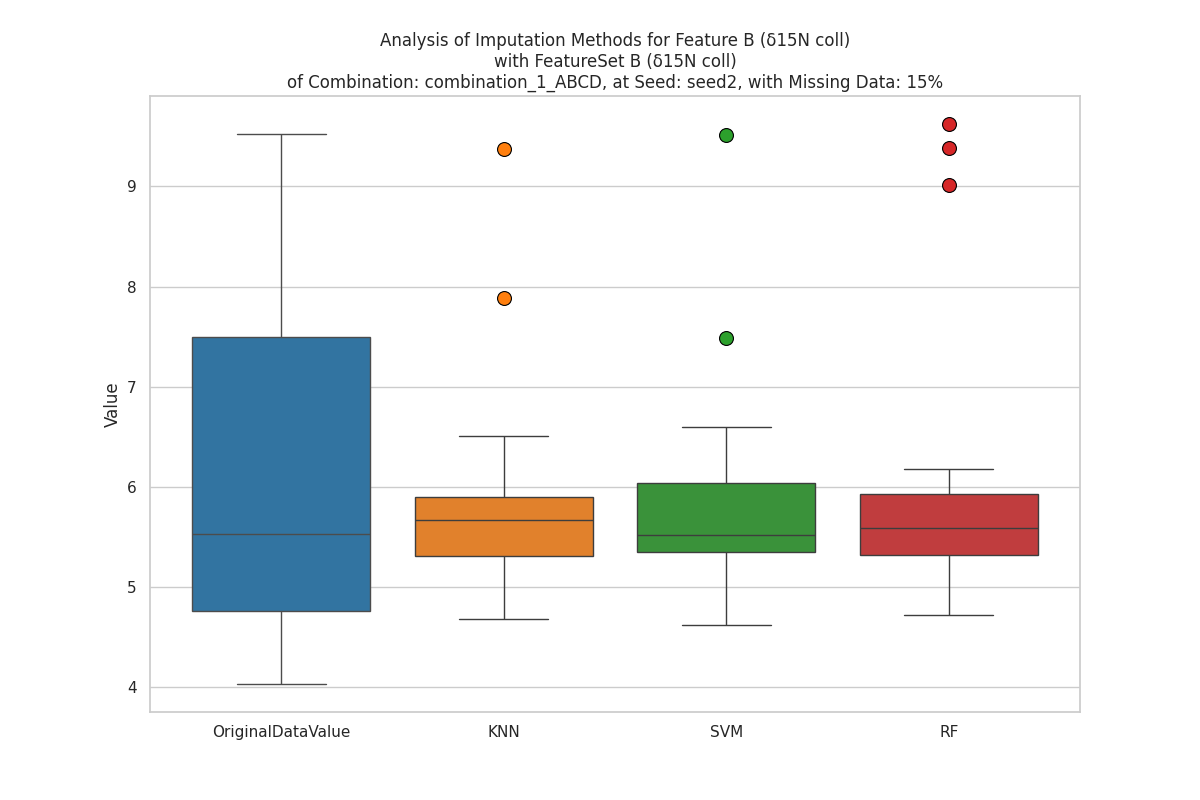 Analysis of Imputation Methods for Feature B (δ15N coll)
with FeatureSet B (δ15N coll)
of Combination: combination_1_ABCD, at Seed: seed2, with Missing Data: 15%
Value
9
8
7
6
5
4
OriginalDataValue KNN SVM RF